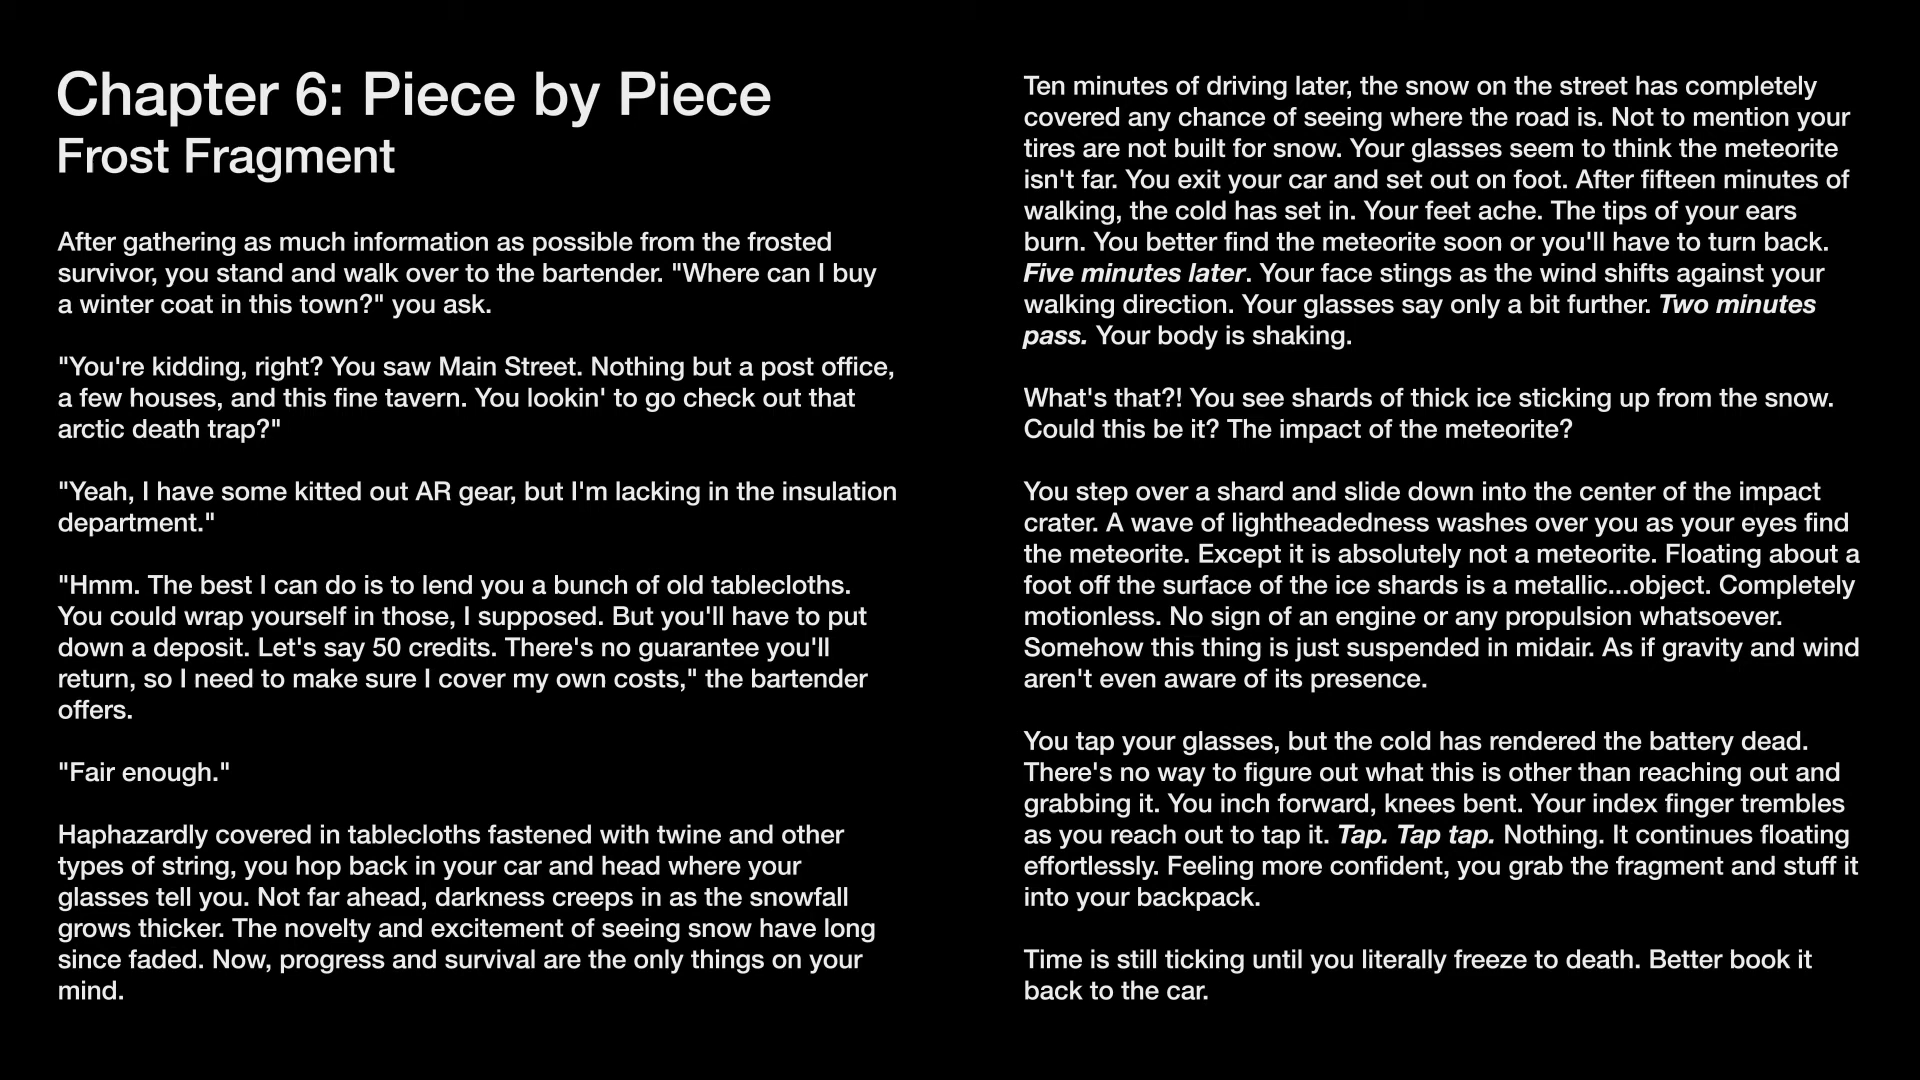 Chapter 6: Piece by Piece
Frost Fragment
After gathering as much information as possible from the frosted
survivor, you stand and walk over to the bartender. "Where can I buy
a winter coat in this town?" you ask.
"You're kidding, right? You saw Main Street. Nothing but a post office,
a few houses, and this fine tavern. You lookin' to go check out that
arctic death trap?"
"Yeah, I have some kitted out AR gear, but I'm lacking in the insulation
department."
"Hmm. The best I can do is to lend you a bunch of old tablecloths.
You could wrap yourself in those, I supposed. But you'll have to put
down a deposit. Let's say 50 credits. There's no guarantee you'll
return, so I need to make sure I cover my own costs," the bartender
offers.
"Fair enough."
Haphazardly covered in tablecloths fastened with twine and other
types of string, you hop back in your car and head where your
glasses tell you. Not far ahead, darkness creeps in as the snowfall
grows thicker. The novelty and excitement of seeing snow have long
since faded. Now, progress and survival are the only things on your
mind.
Ten minutes of driving later, the snow on the street has completely
covered any chance of seeing where the road is. Not to mention your
tires are not built for snow. Your glasses seem to think the meteorite
isn't far. You exit your car and set out on foot. After fifteen minutes of
walking, the cold has set in. Your feet ache. The tips of your ears
burn. You better find the meteorite soon or you'll have to turn back.
Five minutes later. Your face stings as the wind shifts against your
walking direction. Your glasses say only a bit further. Two minutes
pass. Your body is shaking.
What's that?! You see shards of thick ice sticking up from the snow.
Could this be it? The impact of the meteorite?
You step over a shard and slide down into the center of the impact
crater. A wave of lightheadedness washes over you as your eyes find
the meteorite. Except it is absolutely not a meteorite. Floating about a
foot off the surface of the ice shards is a metallic...object. Completely
motionless. No sign of an engine or any propulsion whatsoever.
Somehow this thing is just suspended in midair. As if gravity and wind
aren't even aware of its presence.
You tap your glasses, but the cold has rendered the battery dead.
There's no way to figure out what this is other than reaching out and
grabbing it. You inch forward, knees bent. Your index finger trembles
as you reach out to tap it. Tap. Tap tap. Nothing. It continues floating
effortlessly. Feeling more confident, you grab the fragment and stuff it
into your backpack.
Time is still ticking until you literally freeze to death. Better book it
back to the car.